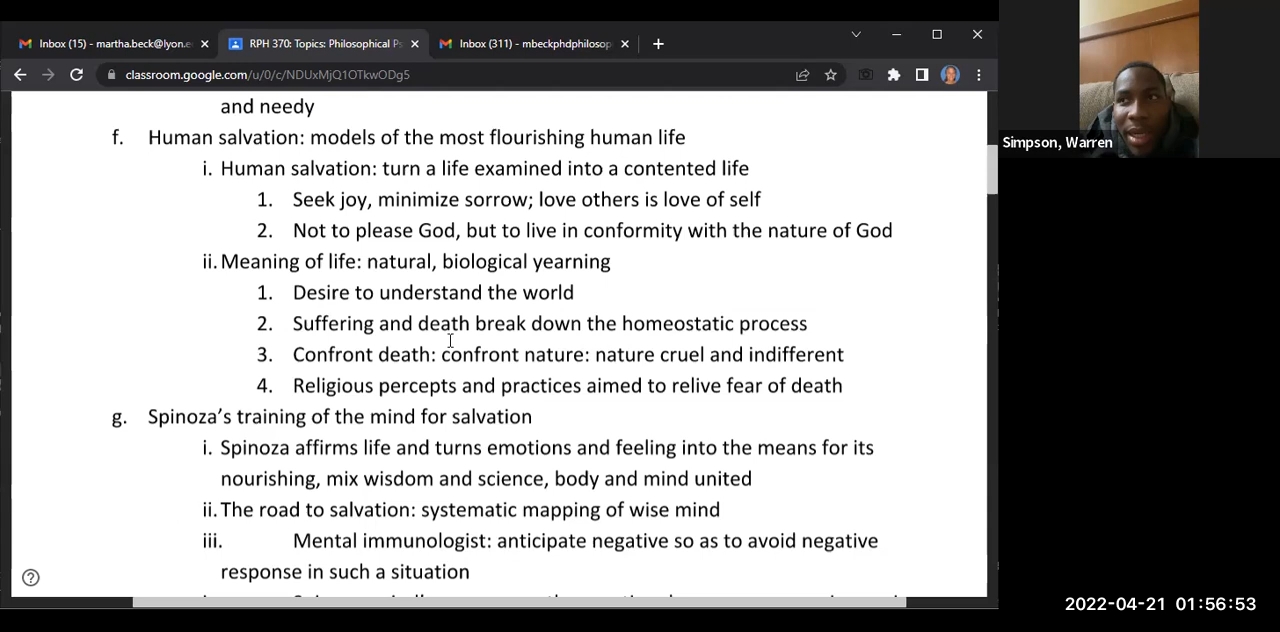 Inbox (15) - martha.beck@lyon.e
RPH 370: Topics: Philosophical Ps
Inbox (311) - mbeckphdphilosop
classroom.google.com/u/0/c/NDUxMjQ1OTkwODg5
and needy
f. Human salvation: models of the most flourishing human life
i. Human salvation: turn a life examined into a contented life
1. Seek joy, minimize sorrow; love others is love of self
2. Not to please God, but to live in conformity with the nature of God
ii. Meaning of life: natural, biological yearning
1. Desire to understand the world
2. Suffering and death break down the homeostatic process
3. Confront death: confront nature: nature cruel and indifferent
4. Religious percepts and practices aimed to relive fear of death
g. Spinoza's training of the mind for salvation
i. Spinoza affirms life and turns emotions and feeling into the means for its
nourishing, mix wisdom and science, body and mind united
ii. The road to salvation: systematic mapping of wise mind
iii. Mental immunologist: anticipate negative so as to avoid negative
response in such a situation
Simpson, Warren
2022-04-21 01:56:53